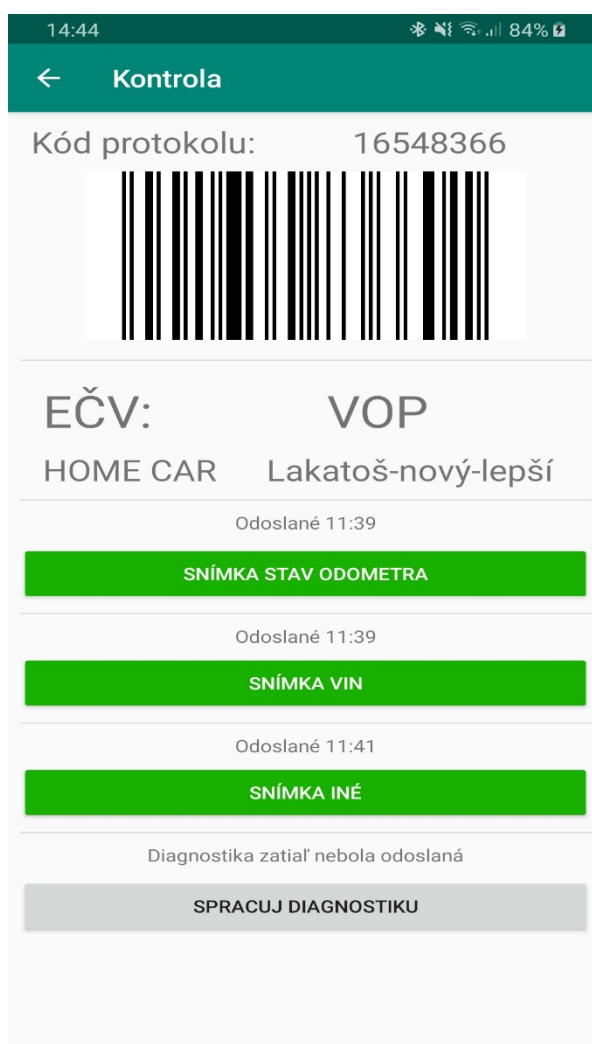 14:44 84%
Kontrola
Kód protokolu: 16548366
EČV: VOP
HOME CAR Lakatoš-nový-lepší
Odoslané 11:39
SNÍMKA STAV ODOMETRA
Odoslané 11:39
SNÍMKA VIN
Odoslané 11:41
SNÍMKA INÉ
Diagnostika zatiaľ nebola odoslaná
SPRACUJ DIAGNOSTIKU